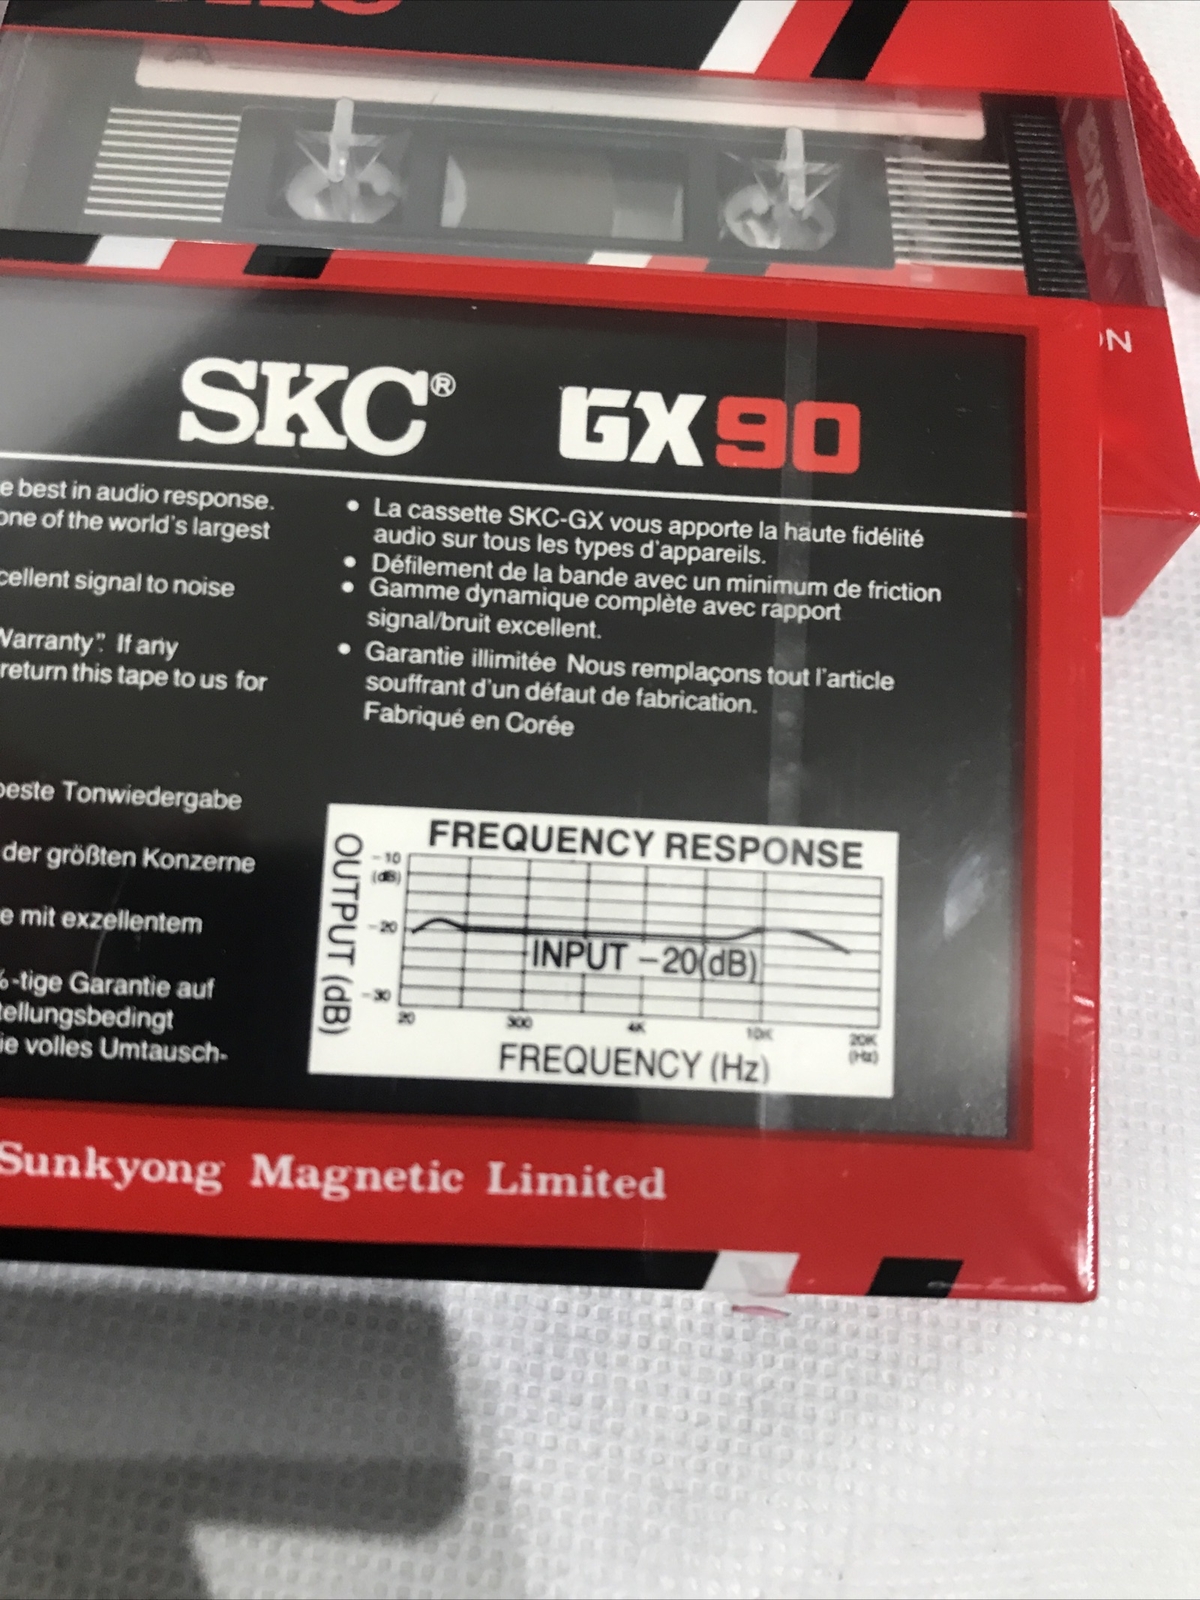 A
GX
N
SKC® GX90
e best in audio response.
one of the world's largest
cellent signal to noise
Warranty". If any
return this tape to us for
beste Tonwiedergabe
der größten Konzerne
e mit exzellentem
%-tige Garantie auf
tellungsbedingt
ie volles Umtausch-
• La cassette SKC-GX vous apporte la haute fidélité
audio sur tous les types d'appareils.
• Défilement de la bande avec un minimum de friction
• Gamme dynamique complète avec rapport
signal/bruit excellent.
• Garantie illimitée Nous remplaçons tout l'article
souffrant d'un défaut de fabrication.
Fabriqué en Corée
FREQUENCY RESPONSE
OUTPUT (dB)
-10
(dB)
-20
-30
INPUT -20(dB)
20 300 4K 10K 20K
(Hz)
FREQUENCY (Hz)
Sunkyong Magnetic Limited